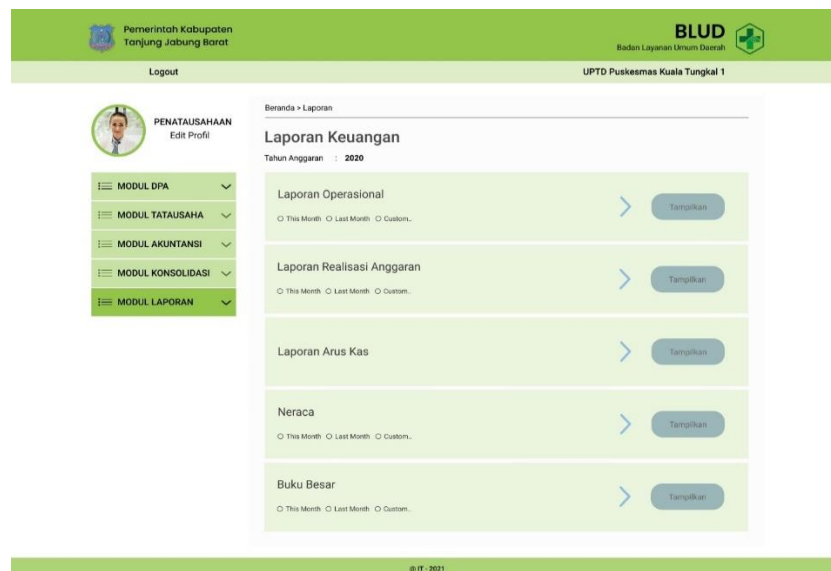 Pemerintah Kabupaten
Tanjung Jabung Barat
BLUD
Badan Layanan Umum Daerah
Logout
UPTD Puskesmas Kuala Tungkal 1
PENATAUSAHAAN
Edit Profil
MODUL DPA
MODUL TATAUSAHA
MODUL AKUNTANSI
MODUL KONSOLIDASI
MODUL LAPORAN
Beranda > Laporan
Laporan Keuangan
Tahun Anggaran : 2020
Laporan Operasional
This Month Last Month Custom..
Tampilkan
Laporan Realisasi Anggaran
This Month Last Month Custom..
Tampilkan
Laporan Arus Kas
Tampilkan
Neraca
This Month Last Month Custom..
Tampilkan
Buku Besar
This Month Last Month Custom..
Tampilkan
@ IT - 2021